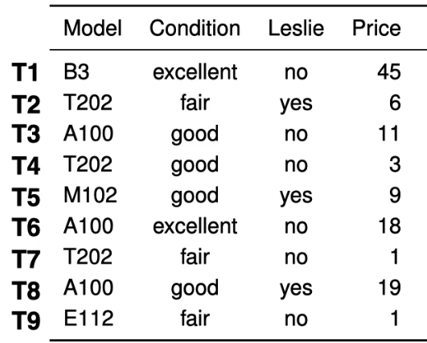 Model Condition Leslie Price
T1 B3 excellent no 45
T2 T202 fair yes 6
T3 A100 good no 11
T4 T202 good no 3
T5 M102 good yes 9
T6 A100 excellent no 18
T7 T202 fair no 1
T8 A100 good yes 19
T9 E112 fair no 1